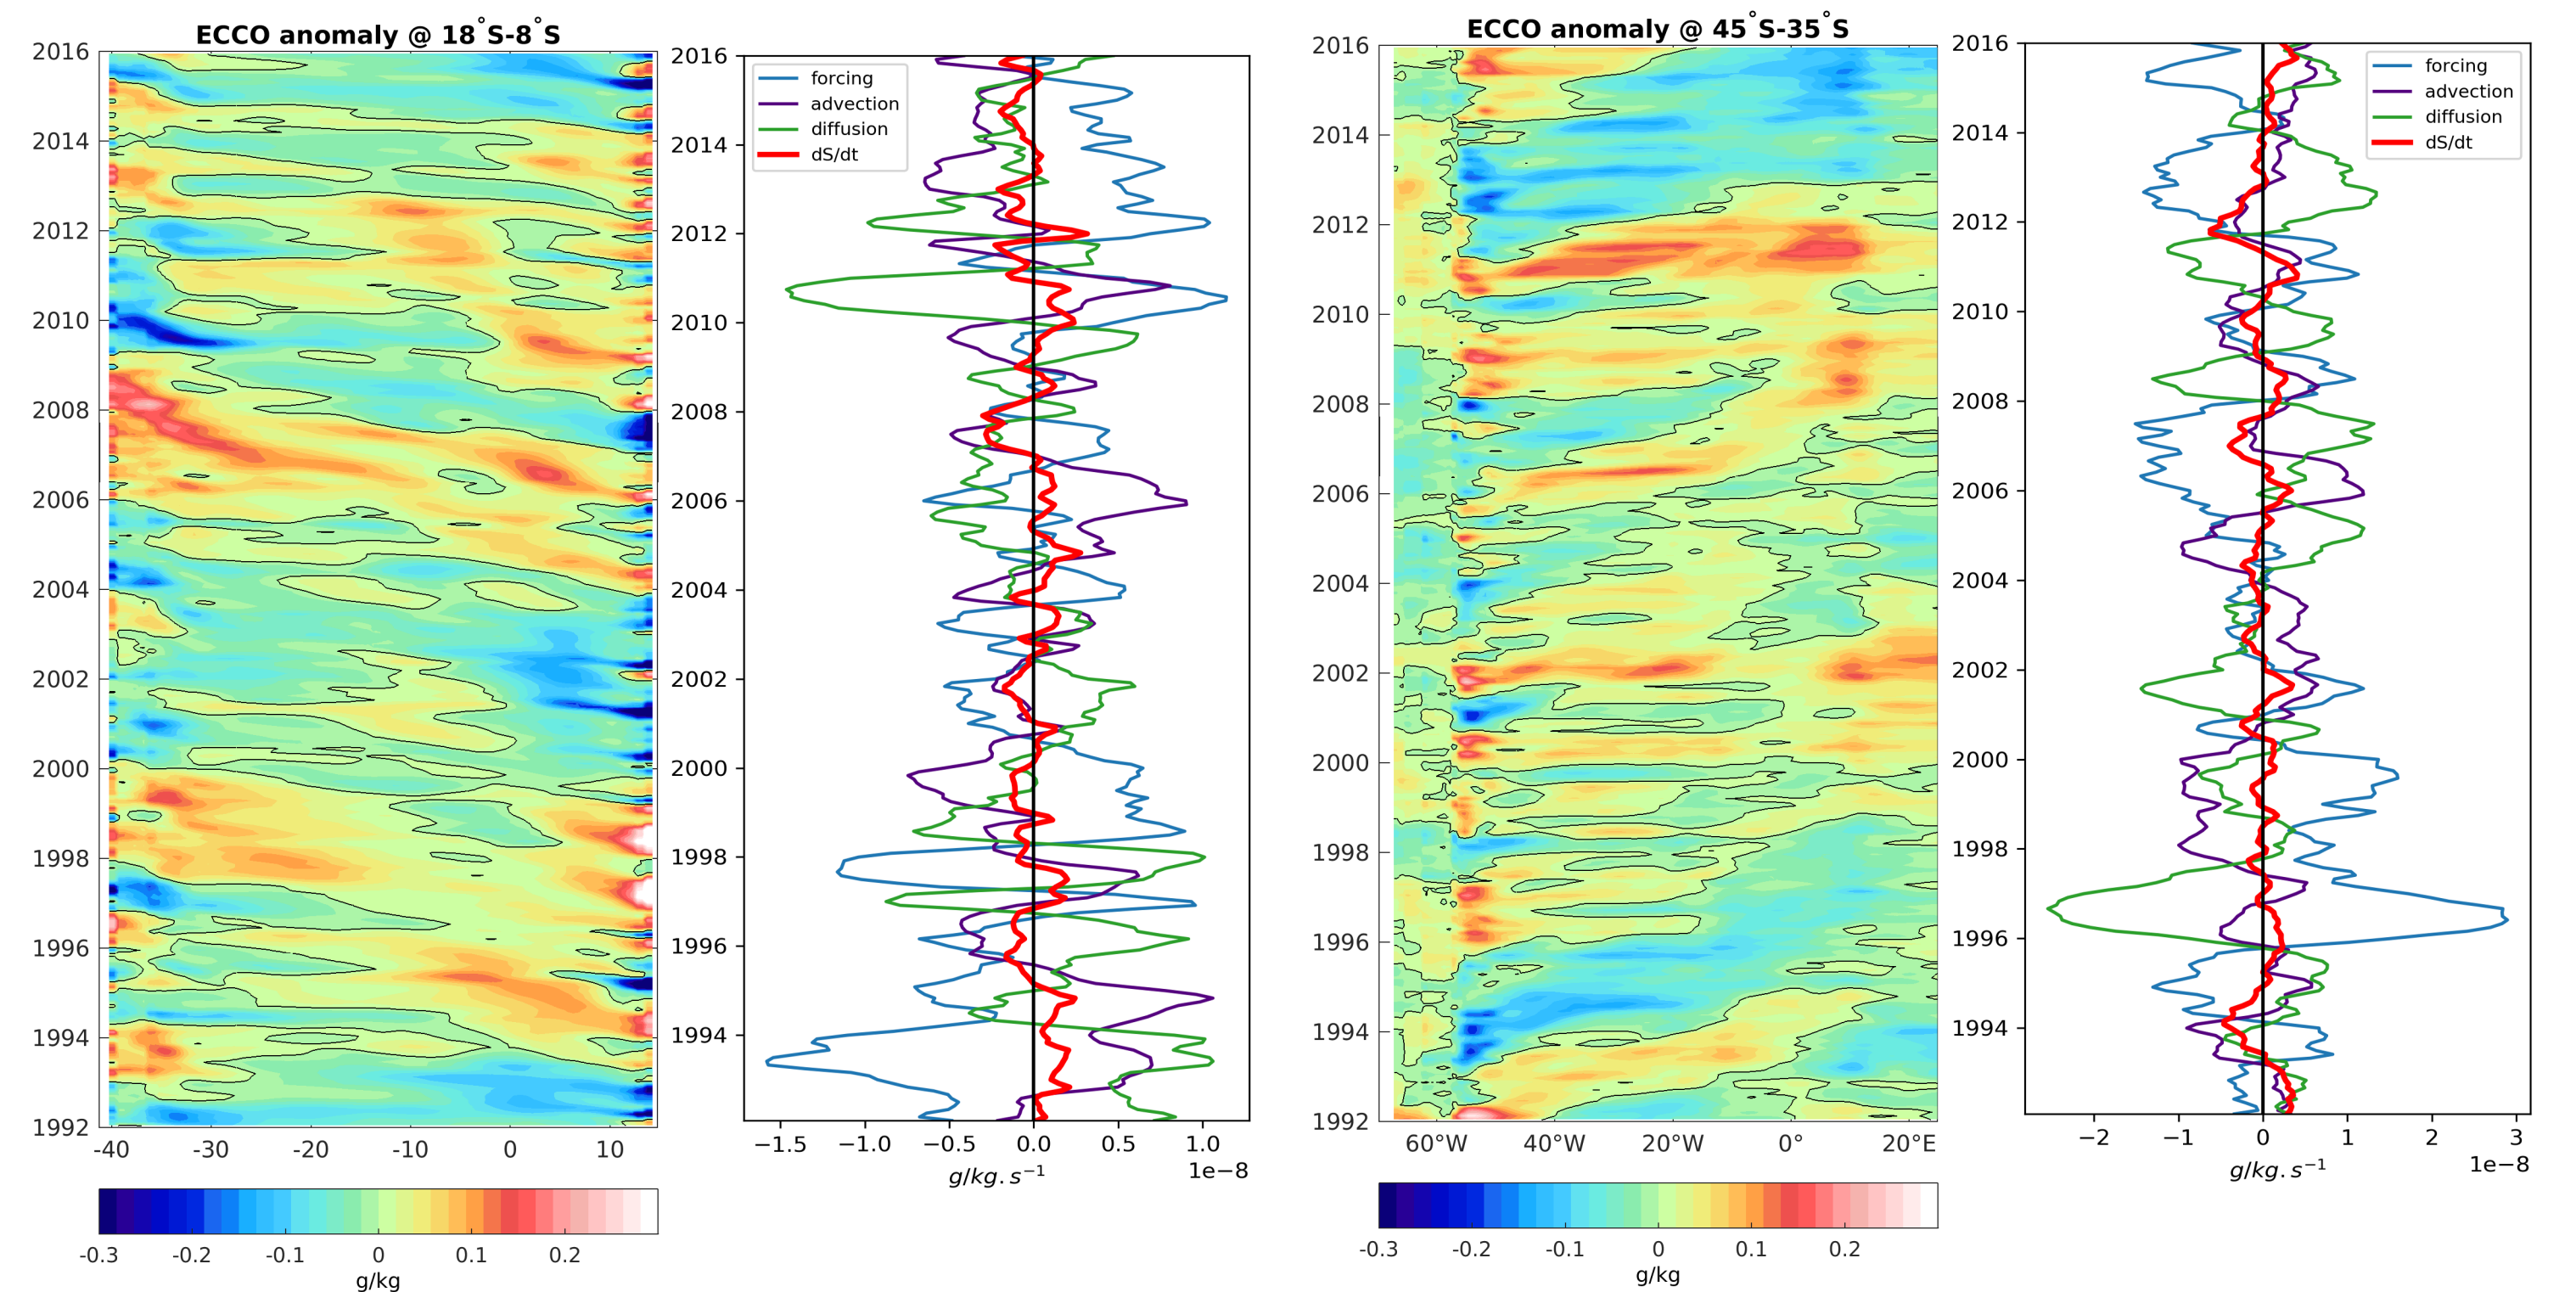 ECCO anomaly @ 18°S-8°S
2016
2014
2012
2010
2008
2006
2004
2002
2000
1998
1996
1994
1992
-40 -30 -20 -10 0 10
-0.3 -0.2 -0.1 0 0.1 0.2
g/kg
forcing
advection
diffusion
dS/dt
2016
2014
2012
2010
2008
2006
2004
2002
2000
1998
1996
1994
−1.5 −1.0 −0.5 0.0 0.5 1.0
1e−8
g/kg.s⁻¹
ECCO anomaly @ 45°S-35°S
2016
2014
2012
2010
2008
2006
2004
2002
2000
1998
1996
1994
1992
60°W 40°W 20°W 0° 20°E
-0.3 -0.2 -0.1 0 0.1 0.2
g/kg
forcing
advection
diffusion
dS/dt
2016
2014
2012
2010
2008
2006
2004
2002
2000
1998
1996
1994
−2 −1 0 1 2 3
1e−8
g/kg.s⁻¹